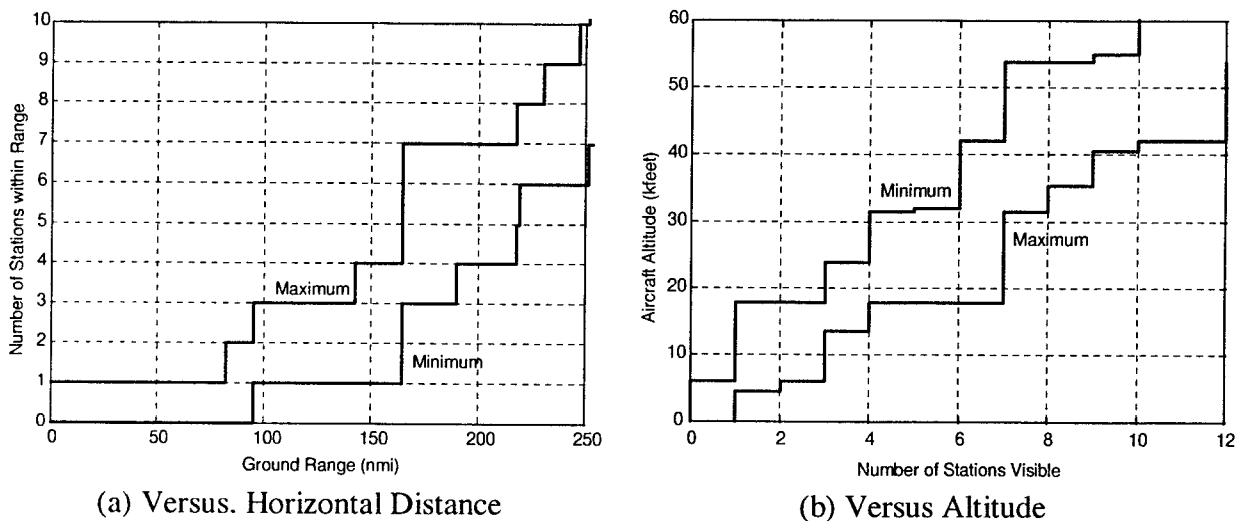 10
9
8
7
6
5
4
3
2
1
0
Number of Stations within Range
Maximum
Minimum
0 50 100 150 200 250
Ground Range (nmi)
(a) Versus. Horizontal Distance
60
50
40
30
20
10
0
Aircraft Altitude (kfeet)
Minimum
Maximum
0 2 4 6 8 10 12
Number of Stations Visible
(b) Versus Altitude